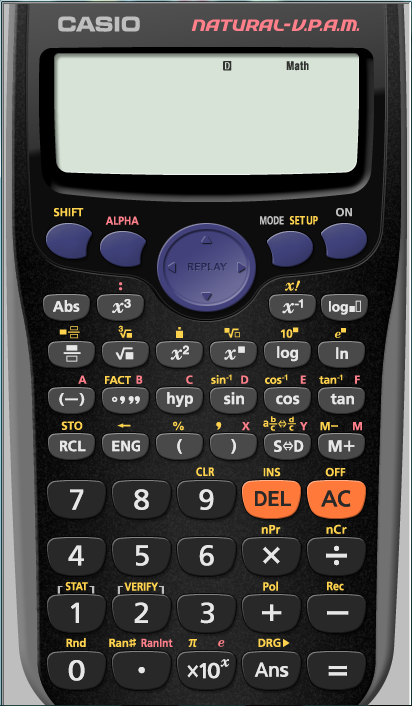 CASIO NATURAL-V.P.A.M.
D Math
SHIFT ALPHA MODE SETUP ON
REPLAY
: x!
Abs x³ x⁻¹ log■□
■ ³√ ■ √□ 10■ e■
√■ x² x■ log ln
A FACT B C sin⁻¹ D cos⁻¹ E tan⁻¹ F
(−) ° ’ ” hyp sin cos tan
STO ← % , X a b/c⇔d/c Y M− M
RCL ENG ( ) S⇔D M+
CLR INS OFF
7 8 9 DEL AC
nPr nCr
4 5 6 × ÷
STAT VERIFY Pol Rec
1 2 3 + −
Rnd Ran# RanInt π e DRG▶
0 • ×10ˣ Ans =